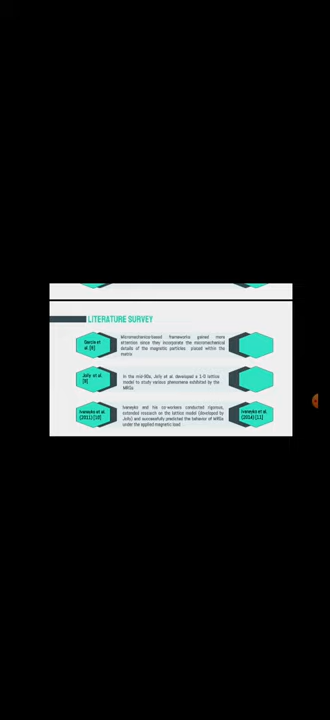 LITERATURE SURVEY
Garcia et
al. [8]
Micromechanics-based frameworks gained more
attention since they incorporate the micromechanical
details of the magnetic particles placed within the
matrix
Jolly et al.
[9]
In the mid-90s, Jolly et al. developed a 1-D lattice
model to study various phenomena exhibited by the
MREs
Ivaneyko et al.
(2011) [10]
Ivaneyko and his co-workers conducted rigorous,
extended research on the lattice model (developed by
Jolly) and successfully predicted the behavior of MREs
under the applied magnetic load
Ivaneyko et al.
(2014) [11]